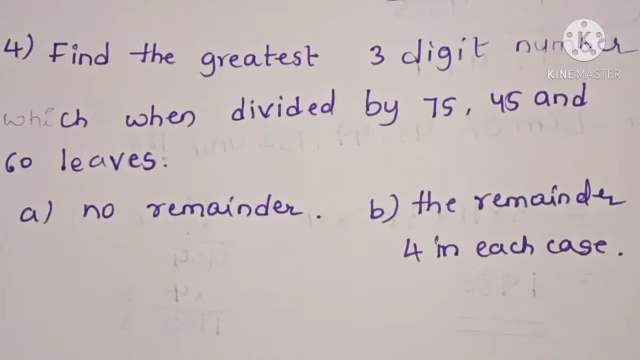 4) Find the greatest 3 digit number
which when divided by 75, 45 and
60 leaves:
a) no remainder. b) the remainder
4 in each case.
K
KINEMASTER